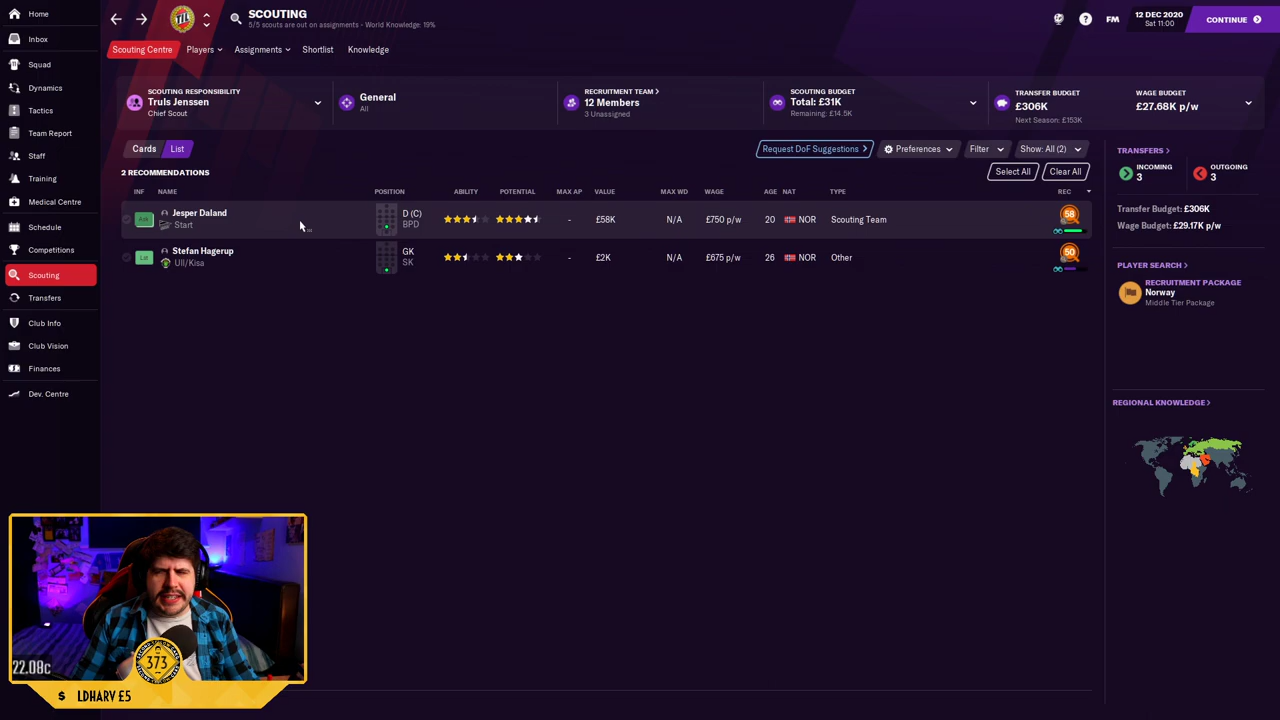 Home
Inbox
Squad
Dynamics
Tactics
Team Report
Staff
Training
Medical Centre
Schedule
Competitions
Scouting
Transfers
Club Info
Club Vision
Finances
Dev. Centre
TIL
SCOUTING
5/5 scouts are out on assignments - World Knowledge: 19%
FM
12 DEC 2020
Sat 11:00
CONTINUE
Scouting Centre
Players
Assignments
Shortlist
Knowledge
SCOUTING RESPONSIBILITY
Truls Jenssen
Chief Scout
General
All
RECRUITMENT TEAM >
12 Members
3 Unassigned
SCOUTING BUDGET
Total: £31K
Remaining: £14.5K
TRANSFER BUDGET
£306K
Next Season: £153K
WAGE BUDGET
£27.68K p/w
Cards
List
Request DoF Suggestions >
Preferences
Filter
Show: All (2)
2 RECOMMENDATIONS
Select All
Clear All
INF NAME POSITION ABILITY POTENTIAL MAX AP VALUE MAX WD WAGE AGE NAT TYPE REC
Jesper Daland D (C) - £58K N/A £750 p/w 20 NOR Scouting Team 58
Start BPD
Lst Stefan Hagerup GK - £2K N/A £675 p/w 26 NOR Other 50
Ull/Kisa SK
TRANSFERS >
INCOMING
3
OUTGOING
3
Transfer Budget: £306K
Wage Budget: £29.17K p/w
PLAYER SEARCH >
RECRUITMENT PACKAGE
Norway
Middle Tier Package
REGIONAL KNOWLEDGE >
22.08c
373
$ LDHARV £5